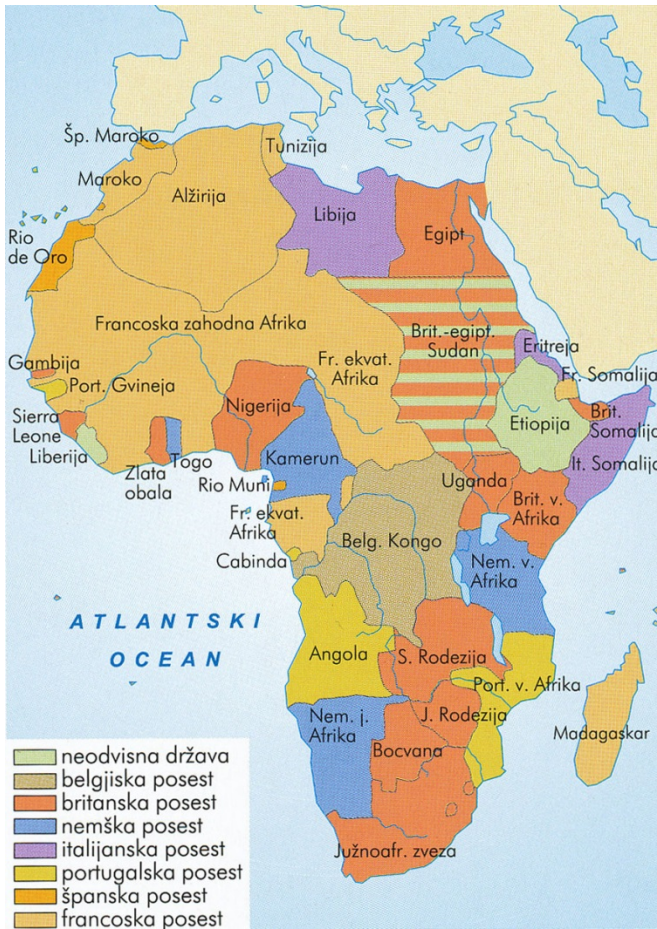 Šp. Maroko
Tunizija
Maroko
Alžirija
Libija
Egipt
Rio
de Oro
Francoska zahodna Afrika
Fr. ekvat.
Afrika
Brit.-egipt.
Sudan
Eritreja
Fr. Somalija
Gambija
Port. Gvineja
Nigerija
Etiopija
Brit.
Somalija
Sierra
Leone
Liberija
Zlata
obala
Togo
Kamerun
Uganda
It. Somalija
Rio Muni
Brit. v.
Afrika
Fr. ekvat.
Afrika
Belg. Kongo
Cabinda
Nem. v.
Afrika
ATLANTSKI
OCEAN
Angola
S. Rodezija
Port. v. Afrika
Nem. j.
Afrika
J. Rodezija
Madagaskar
Bocvana
Južnoafr. zveza
neodvisna država
belgjiska posest
britanska posest
nemška posest
italijanska posest
portugalska posest
španska posest
francoska posest